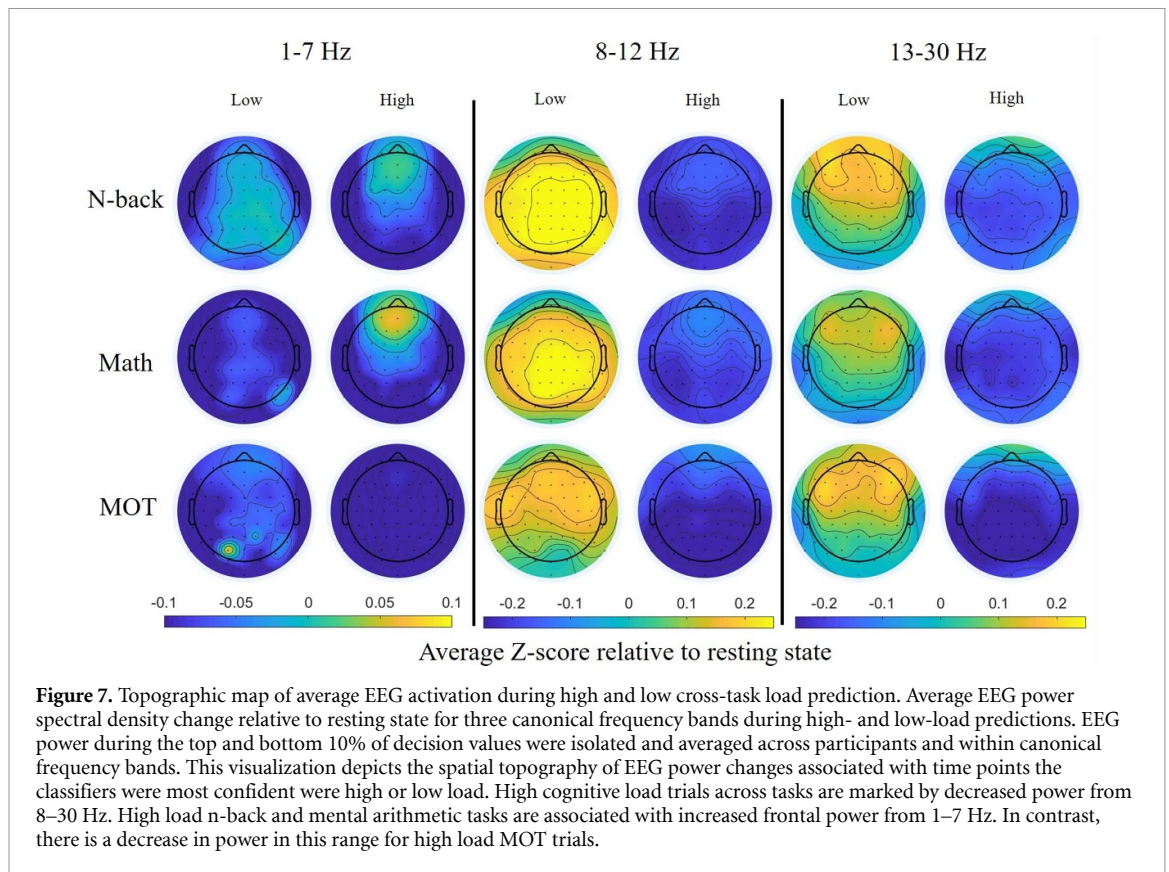 1-7 Hz 8-12 Hz 13-30 Hz
Low High Low High Low High
N-back
Math
MOT
-0.1 -0.05 0 0.05 0.1 -0.2 -0.1 0 0.1 0.2 -0.2 -0.1 0 0.1 0.2
Average Z-score relative to resting state
Figure 7. Topographic map of average EEG activation during high and low cross-task load prediction. Average EEG power
spectral density change relative to resting state for three canonical frequency bands during high- and low-load predictions. EEG
power during the top and bottom 10% of decision values were isolated and averaged across participants and within canonical
frequency bands. This visualization depicts the spatial topography of EEG power changes associated with time points the
classifiers were most confident were high or low load. High cognitive load trials across tasks are marked by decreased power from
8–30 Hz. High load n-back and mental arithmetic tasks are associated with increased frontal power from 1–7 Hz. In contrast,
there is a decrease in power in this range for high load MOT trials.